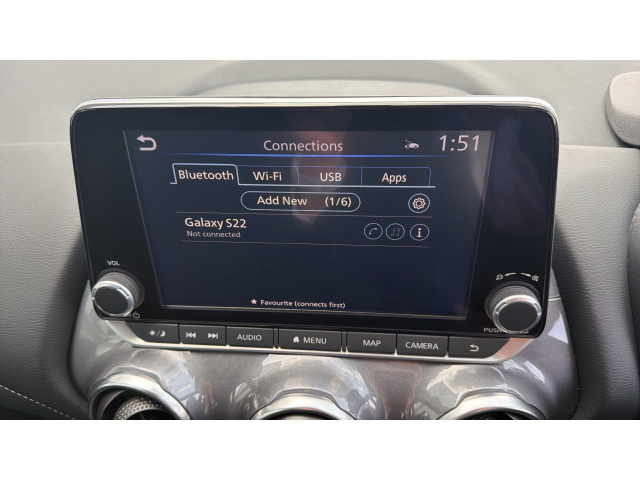 Connections 1:51
Bluetooth Wi-Fi USB Apps
Add New (1/6)
Galaxy S22
Not connected
★ Favourite (connects first)
VOL
PUSH
AUDIO MENU MAP CAMERA